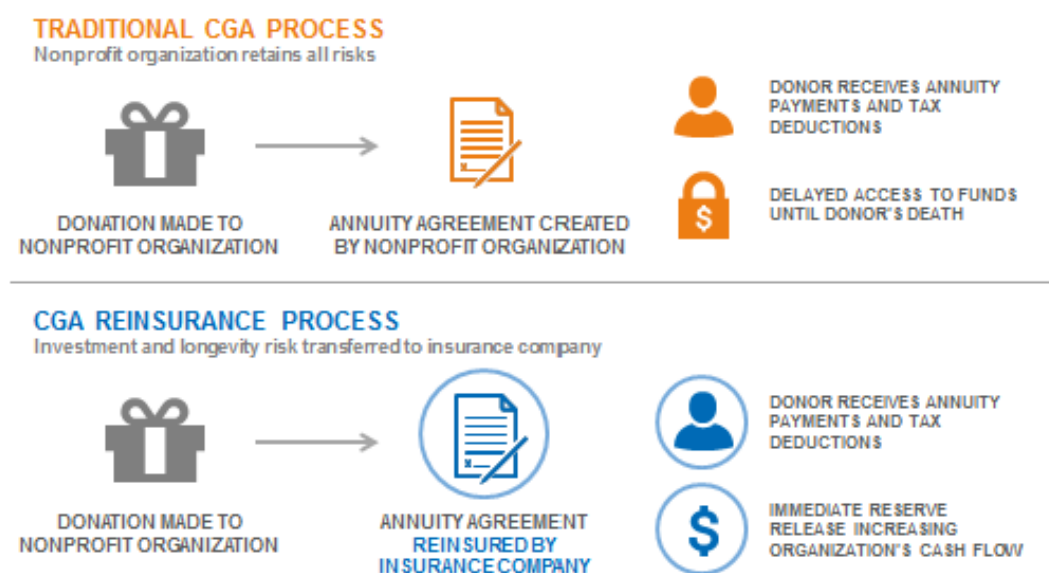 TRADITIONAL CGA PROCESS
Nonprofit organization retains all risks
DONATION MADE TO
NONPROFIT ORGANIZATION
ANNUITY AGREEMENT CREATED
BY NONPROFIT ORGANIZATION
DONOR RECEIVES ANNUITY
PAYMENTS AND TAX
DEDUCTIONS
$
DELAYED ACCESS TO FUNDS
UNTIL DONOR'S DEATH
CGA REINSURANCE PROCESS
Investment and longevity risk transferred to insurance company
DONATION MADE TO
NONPROFIT ORGANIZATION
ANNUITY AGREEMENT
REINSURED BY
INSURANCE COMPANY
DONOR RECEIVES ANNUITY
PAYMENTS AND TAX
DEDUCTIONS
$
IMMEDIATE RESERVE
RELEASE INCREASING
ORGANIZATION'S CASH FLOW